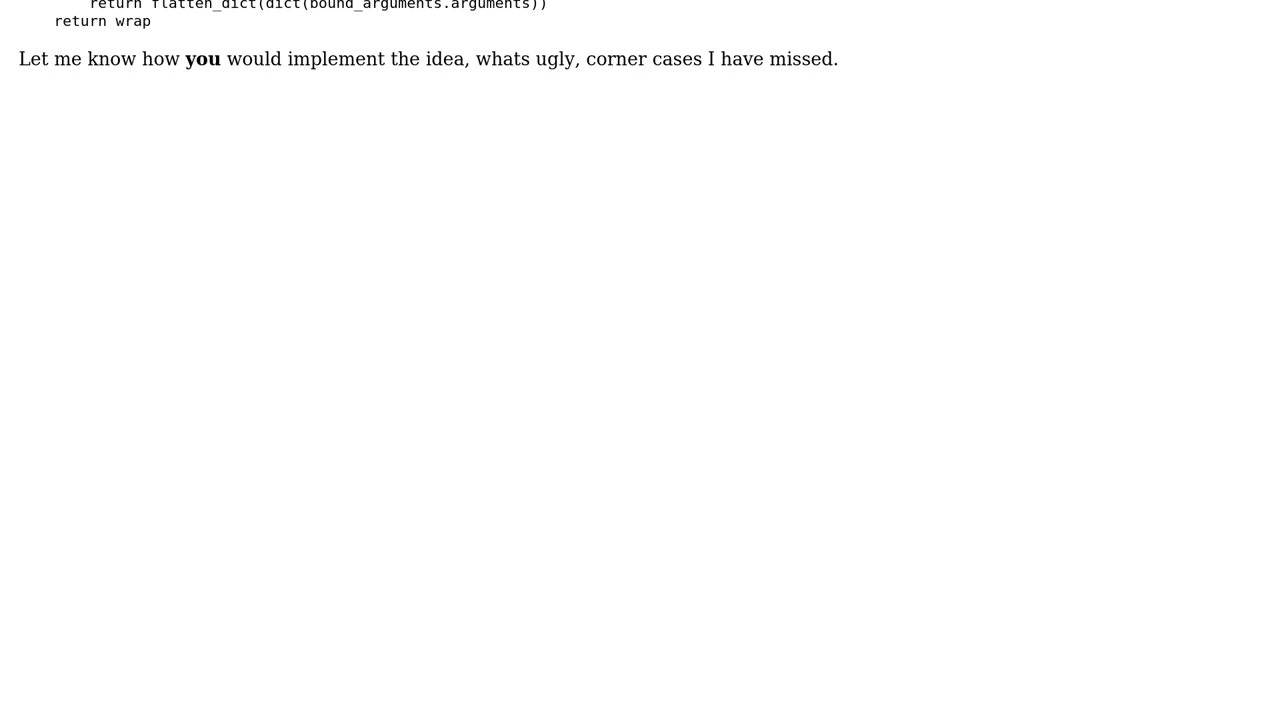 return flatten_dict(dict(bound_arguments.arguments))
return wrap
Let me know how you would implement the idea, whats ugly, corner cases I have missed.